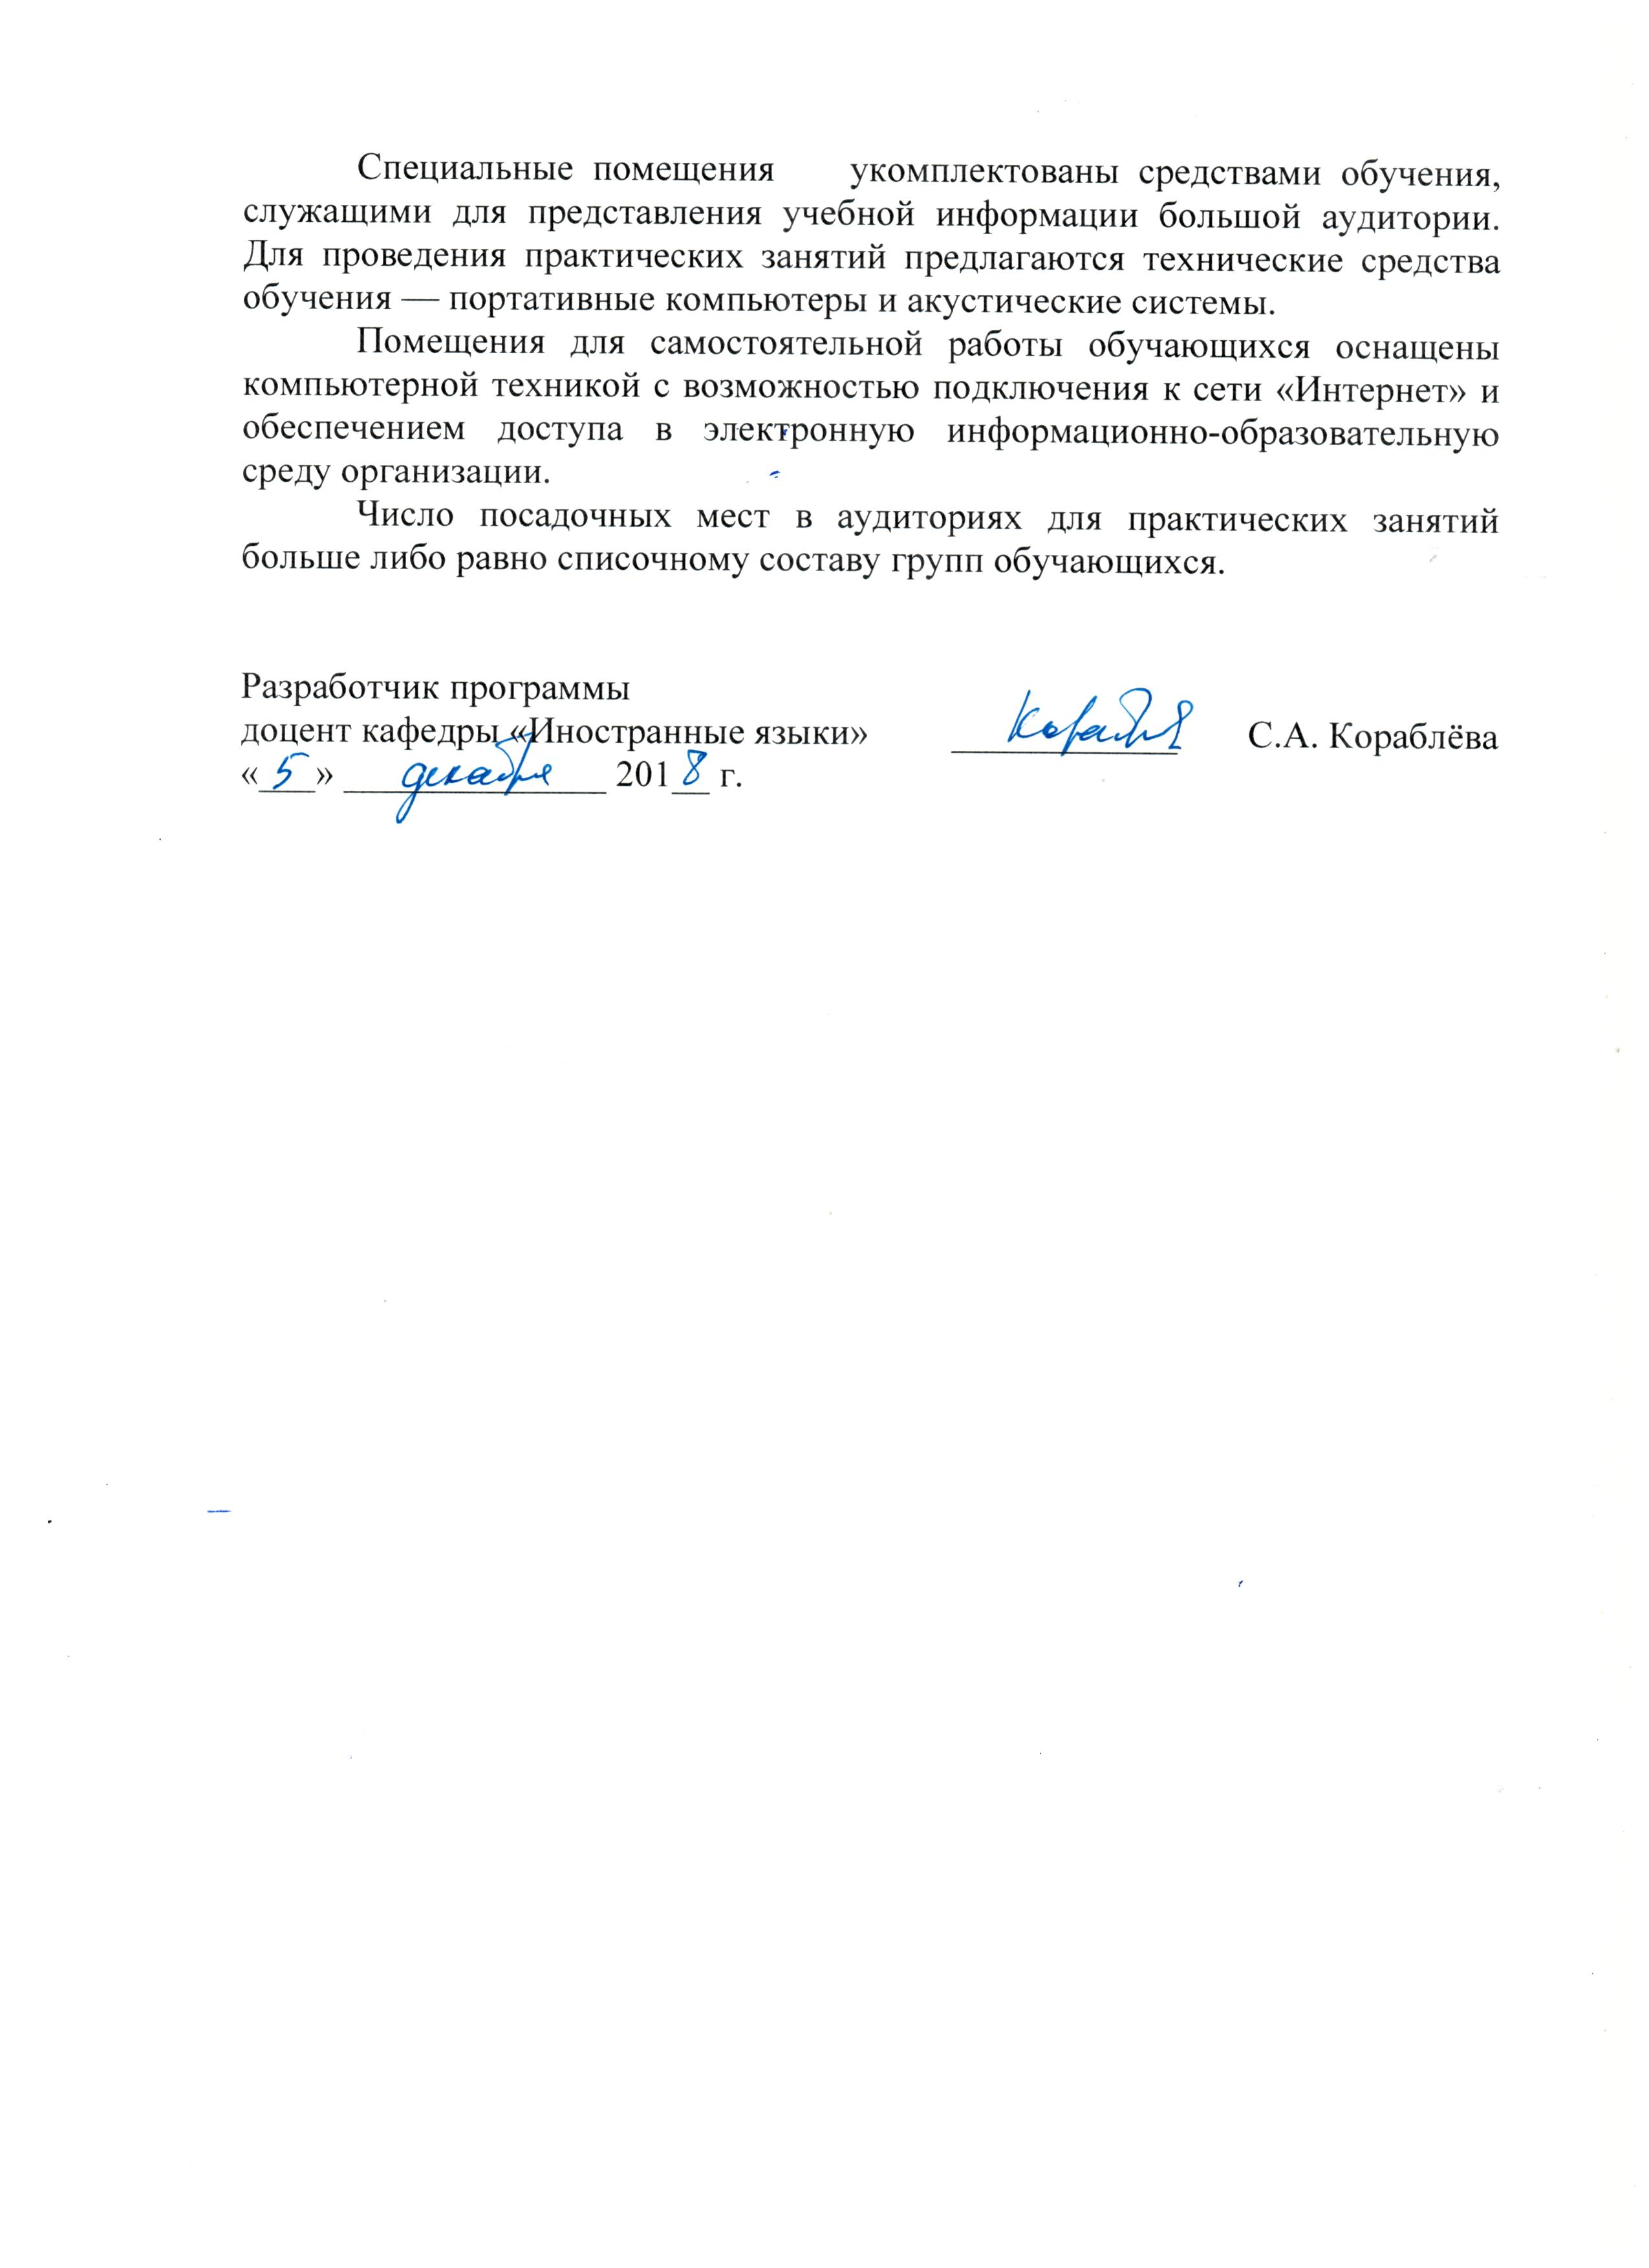 Специальные помещения укомплектованы средствами обучения,
служащими для представления учебной информации большой аудитории.
Для проведения практических занятий предлагаются технические средства
обучения — портативные компьютеры и акустические системы.
Помещения для самостоятельной работы обучающихся оснащены
компьютерной техникой с возможностью подключения к сети «Интернет» и
обеспечением доступа в электронную информационно-образовательную
среду организации.
Число посадочных мест в аудиториях для практических занятий
больше либо равно списочному составу групп обучающихся.
Разработчик программы
доцент кафедры «Иностранные языки» С.А. Кораблёва
«5» декабря 2018 г.